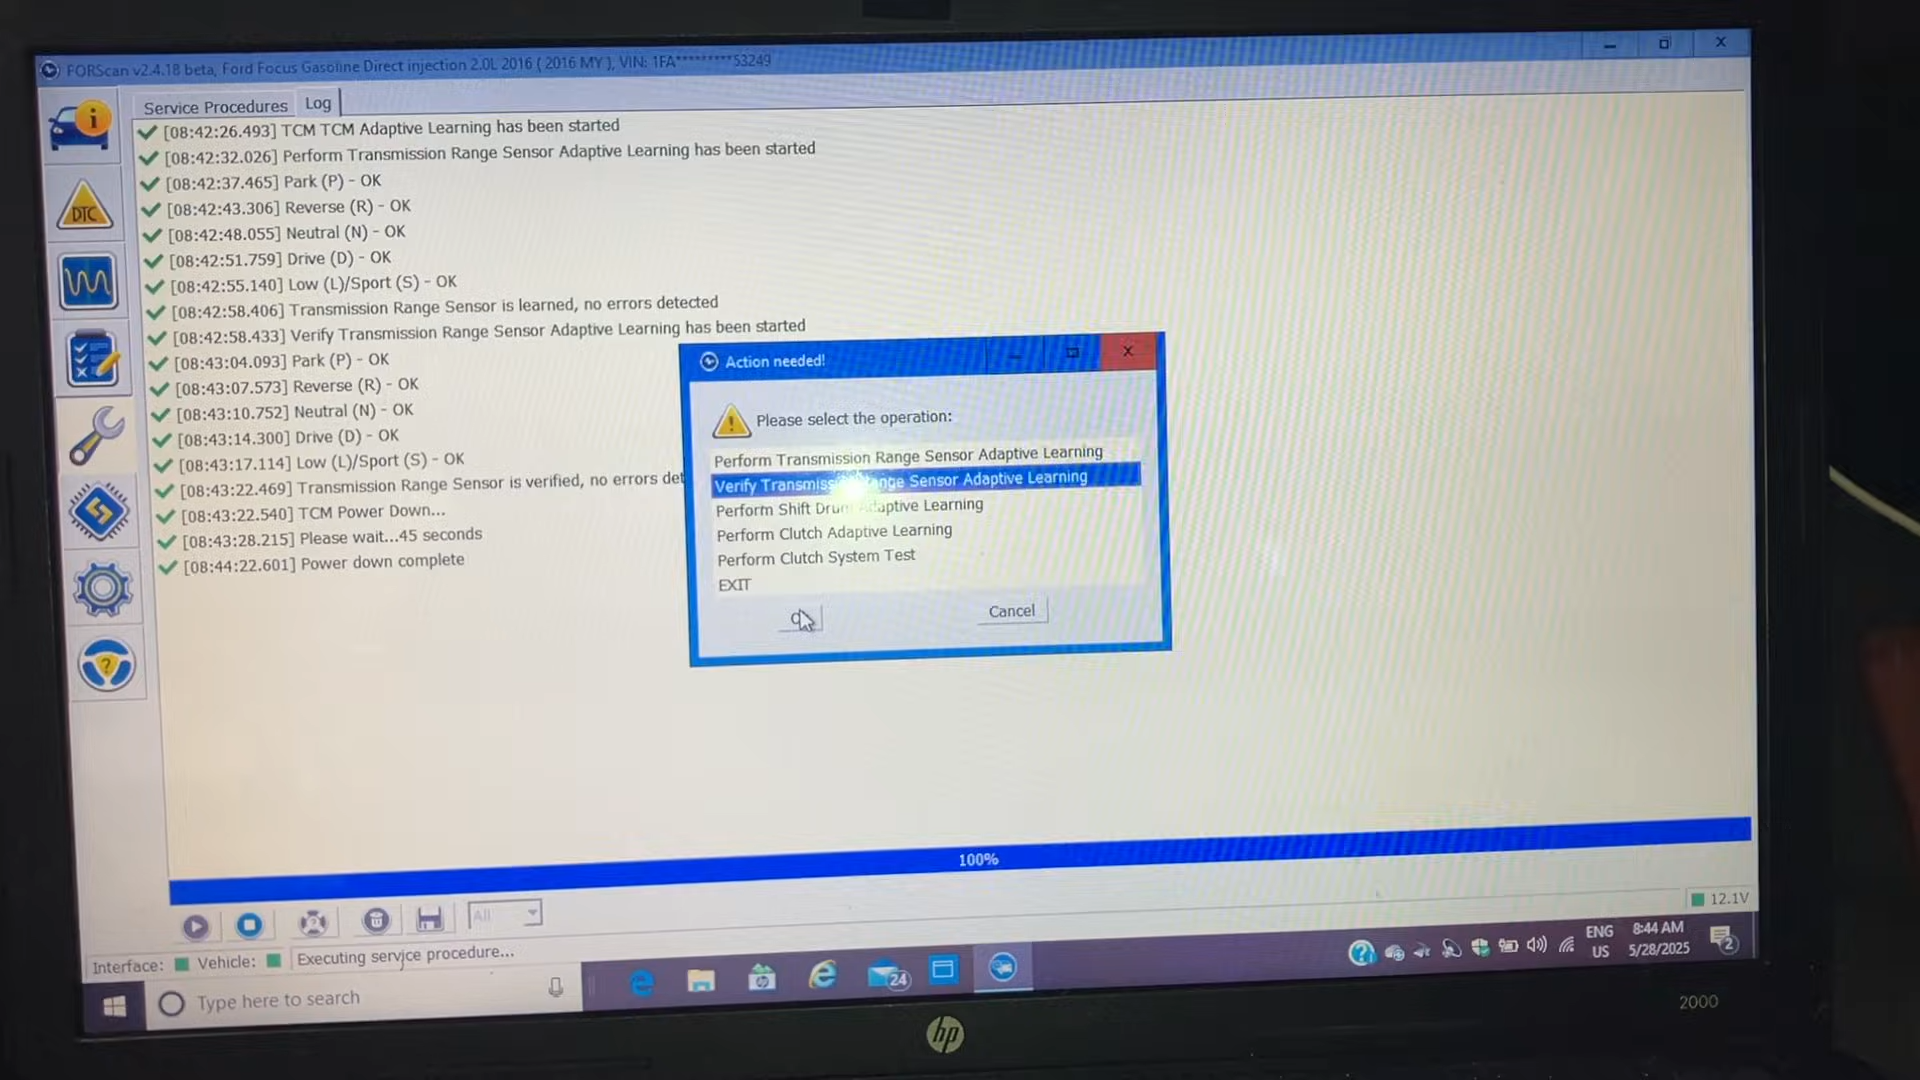 FORScan v2.4.18 beta, Ford Focus Gasoline Direct injection 2.0L 2016 ( 2016 MY ), VIN: 1FA*********53249
Service Procedures Log
[08:42:26.493] TCM TCM Adaptive Learning has been started
[08:42:32.026] Perform Transmission Range Sensor Adaptive Learning has been started
[08:42:37.465] Park (P) - OK
[08:42:43.306] Reverse (R) - OK
[08:42:48.055] Neutral (N) - OK
[08:42:51.759] Drive (D) - OK
[08:42:55.140] Low (L)/Sport (S) - OK
[08:42:58.406] Transmission Range Sensor is learned, no errors detected
[08:42:58.433] Verify Transmission Range Sensor Adaptive Learning has been started
[08:43:04.093] Park (P) - OK
[08:43:07.573] Reverse (R) - OK
[08:43:10.752] Neutral (N) - OK
[08:43:14.300] Drive (D) - OK
[08:43:17.114] Low (L)/Sport (S) - OK
[08:43:22.469] Transmission Range Sensor is verified, no errors det
[08:43:22.540] TCM Power Down...
[08:43:28.215] Please wait...45 seconds
[08:44:22.601] Power down complete
DTC
Action needed!
Please select the operation:
Perform Transmission Range Sensor Adaptive Learning
Verify Transmission Range Sensor Adaptive Learning
Perform Shift Drum Adaptive Learning
Perform Clutch Adaptive Learning
Perform Clutch System Test
EXIT
Cancel
100%
All
12.1V
Interface: Vehicle: Executing service procedure...
Type here to search
24
ENG
US
8:44 AM
5/28/2025
2
2000
hp